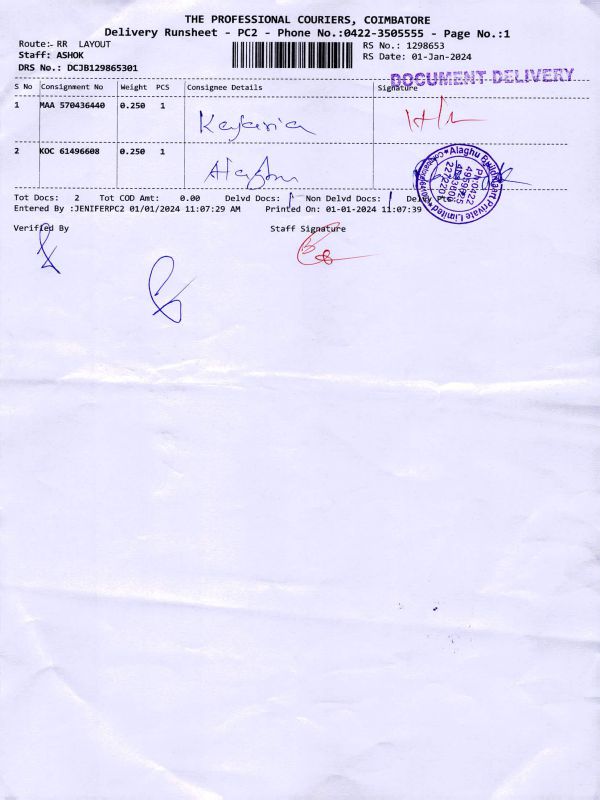 THE PROFESSIONAL COURIERS, COIMBATORE
Delivery Runsheet - PC2 - Phone No.:0422-3505555 - Page No.:1
Route:- RR LAYOUT
RS No.: 1298653
Staff: ASHOK
RS Date: 01-Jan-2024
DRS No.: DCJB129865301
DOCUMENT DELIVERY
S No Consignment No Weight PCS Consignee Details Signature
1 MAA 570436440 0.250 1
2 KOC 61496608 0.250 1
Tot Docs: 2 Tot COD Amt: 0.00 Delvd Docs: Non Delvd Docs:
Entered By :JENIFERPC2 01/01/2024 11:07:29 AM Printed On: 01-01-2024 11:07:39
Verified By Staff Signature